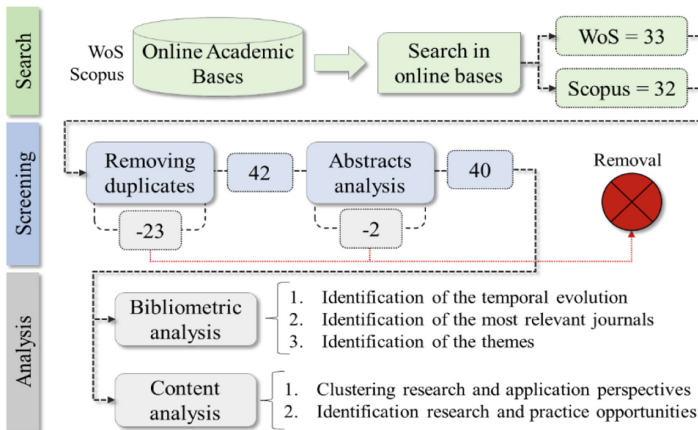 Search
WoS
Scopus
Online Academic
Bases
Search in
online bases
WoS = 33
Scopus = 32
Screening
Removing
duplicates
42
Abstracts
analysis
40
Removal
-23
-2
Analysis
Bibliometric
analysis
1. Identification of the temporal evolution
2. Identification of the most relevant journals
3. Identification of the themes
Content
analysis
1. Clustering research and application perspectives
2. Identification research and practice opportunities